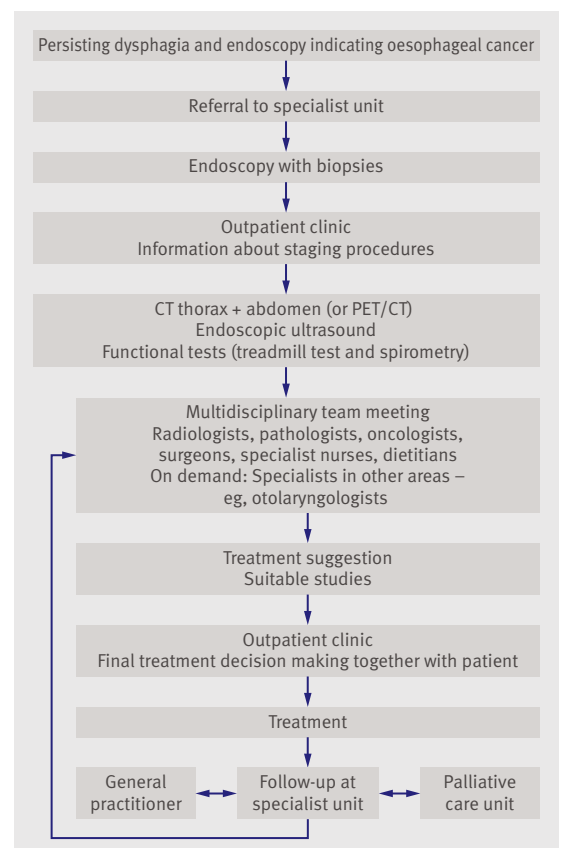 Persisting dysphagia and endoscopy indicating oesophageal cancer
Referral to specialist unit
Endoscopy with biopsies
Outpatient clinic
Information about staging procedures
CT thorax + abdomen (or PET/CT)
Endoscopic ultrasound
Functional tests (treadmill test and spirometry)
Multidisciplinary team meeting
Radiologists, pathologists, oncologists,
surgeons, specialist nurses, dietitians
On demand: Specialists in other areas –
eg, otolaryngologists
Treatment suggestion
Suitable studies
Outpatient clinic
Final treatment decision making together with patient
Treatment
General
practitioner
Follow-up at
specialist unit
Palliative
care unit